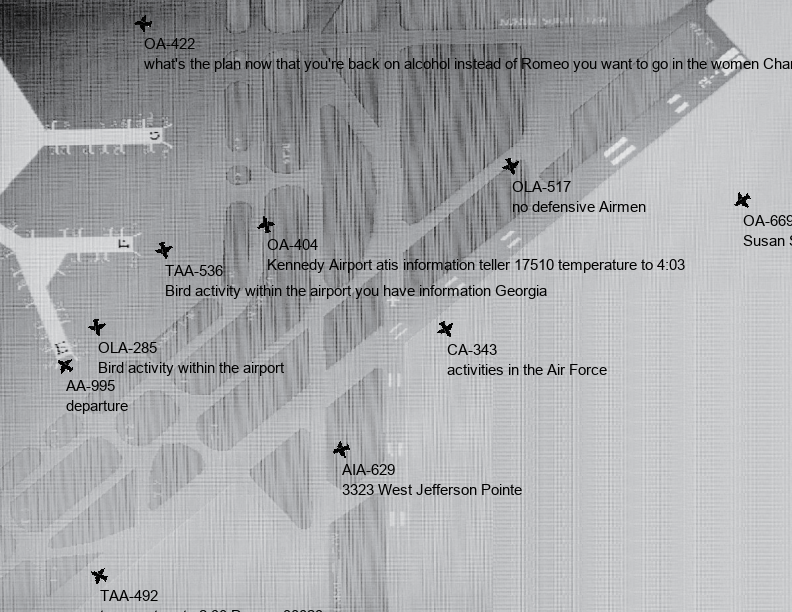 OA-422
what's the plan now that you're back on alcohol instead of Romeo you want to go in the women
OLA-517
no defensive Airmen
OA-669
Susan
OA-404
Kennedy Airport atis information teller 17510 temperature to 4:03
TAA-536
Bird activity within the airport you have information Georgia
OLA-285
Bird activity within the airport
CA-343
activities in the Air Force
AA-995
departure
AIA-629
3323 West Jefferson Pointe
TAA-492